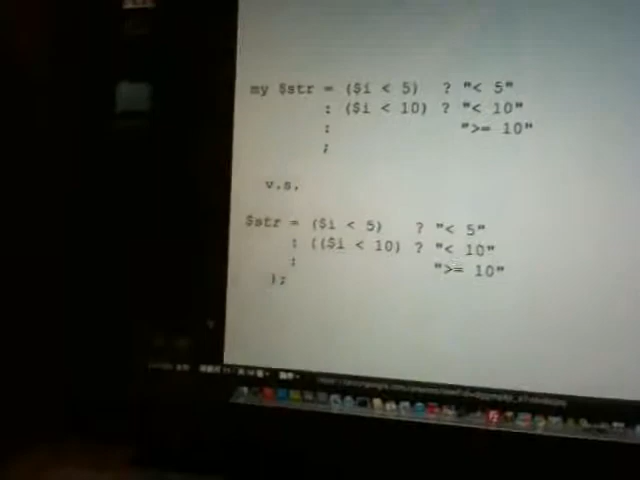 my $str = ($i < 5) ? "< 5"
: ($i < 10) ? "< 10"
: ">= 10"
;
v.s.
$str = ($i < 5) ? "< 5"
: (($i < 10) ? "< 10"
: ">= 10"
);